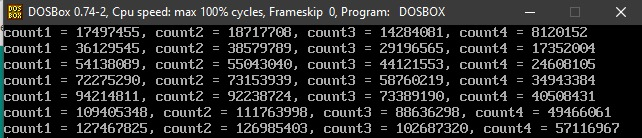 DOS BOX DOSBox 0.74-2, Cpu speed: max 100% cycles, Frameskip 0, Program: DOSBOX
count1 = 17497455, count2 = 18717708, count3 = 14284081, count4 = 8120152
count1 = 36129545, count2 = 38579789, count3 = 29196565, count4 = 17352004
count1 = 54138089, count2 = 55043040, count3 = 44121553, count4 = 24608105
count1 = 72275290, count2 = 73153939, count3 = 58760219, count4 = 34943384
count1 = 94214811, count2 = 92238724, count3 = 73389190, count4 = 40508431
count1 = 109405348, count2 = 111763998, count3 = 88636298, count4 = 49466061
count1 = 127467825, count2 = 126985403, count3 = 102687320, count4 = 57116967